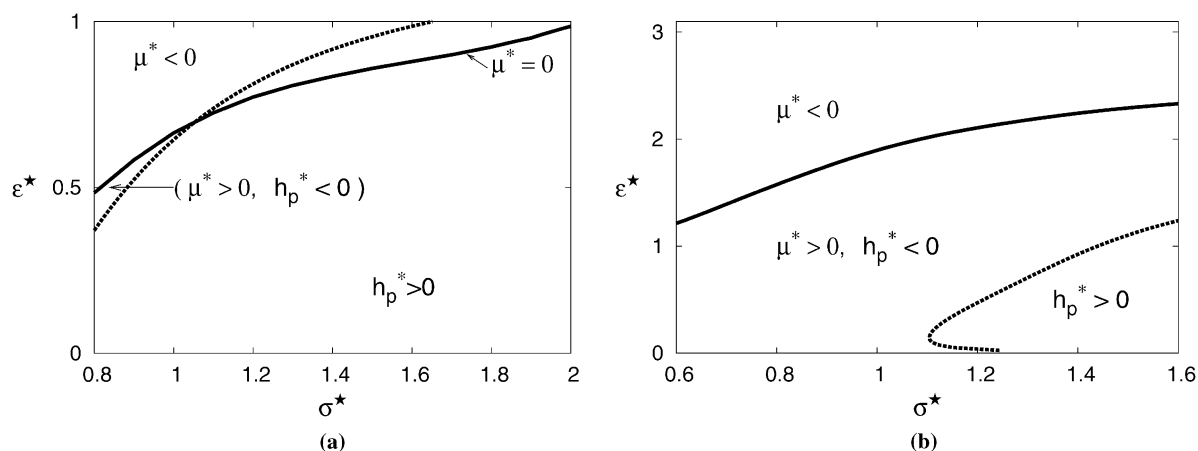 1
μ* < 0
μ* = 0
ε★
0.5
( μ* > 0, hₚ* < 0 )
hₚ* > 0
0
0.8 1 1.2 1.4 1.6 1.8 2
σ★
(a)
3
μ* < 0
2
ε★
μ* > 0, hₚ* < 0
1
hₚ* > 0
0
0.6 0.8 1 1.2 1.4 1.6
σ★
(b)